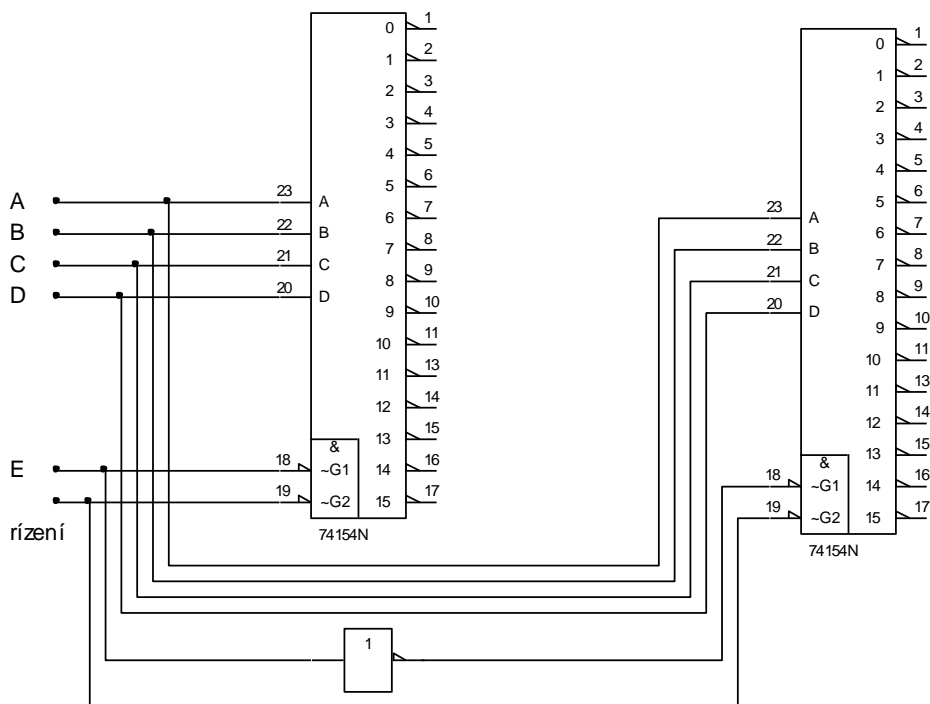 0 1
1 2
2 3
3 4
4 5
5 6
6 7
7 8
8 9
9 10
10 11
11 13
12 14
13 15
14 16
15 17
A 23 A
B 22 B
C 21 C
D 20 D
&
E 18 ~G1
19 ~G2
rízení
74154N
0 1
1 2
2 3
3 4
4 5
5 6
6 7
7 8
8 9
9 10
10 11
11 13
12 14
13 15
14 16
15 17
23 A
22 B
21 C
20 D
&
18 ~G1
19 ~G2
74154N
1